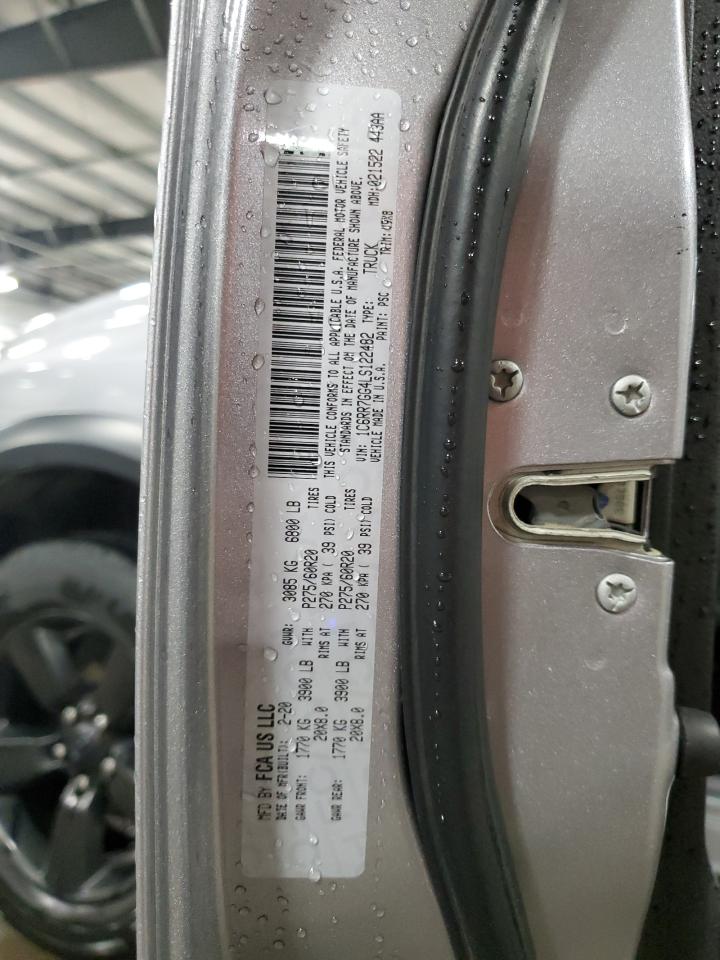 MFD BY FCA US LLC
DATE OF MFR(BUILT): 2-20 GVWR: 3085 KG 6800 LB
GAWR FRONT: 1770 KG 3900 LB WITH P275/60R20 TIRES
20X8.0 RIMS AT 270 KPA ( 39 PSI) COLD
GAWR REAR: 1770 KG 3900 LB WITH P275/60R20 TIRES
20X8.0 RIMS AT 270 KPA ( 39 PSI) COLD
THIS VEHICLE CONFORMS TO ALL APPLICABLE U.S.A. FEDERAL MOTOR VEHICLE SAFETY
STANDARDS IN EFFECT ON THE DATE OF MANUFACTURE SHOWN ABOVE.
VIN: 1C6RR7GG4LS122482 TYPE: TRUCK MDH:021522 443AA
VEHICLE MADE IN U.S.A. PAINT: PSC TRIM: